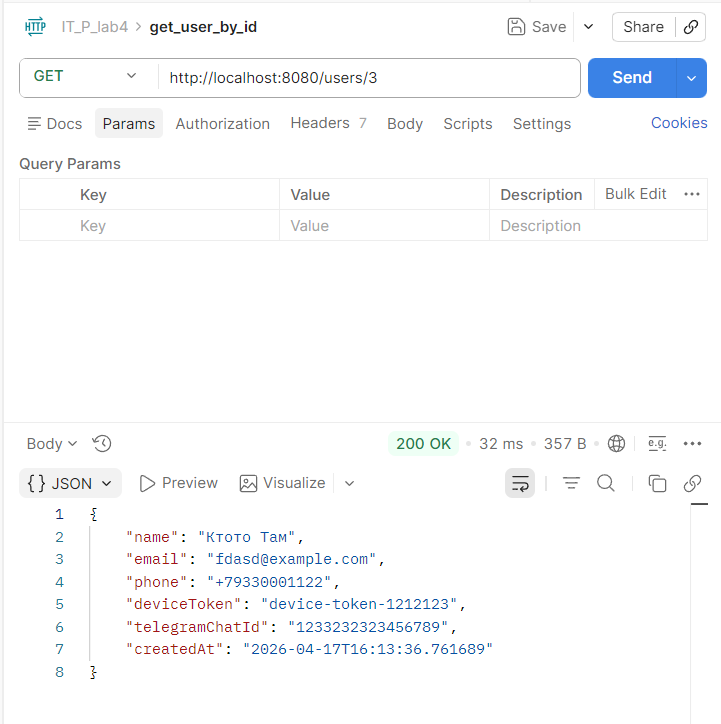 HTTP IT_P_lab4 > get_user_by_id Save Share
GET http://localhost:8080/users/3 Send
Docs Params Authorization Headers 7 Body Scripts Settings Cookies
Query Params
Key Value Description Bulk Edit ...
Key Value Description
Body 200 OK • 32 ms • 357 B • e.g. ...
{} JSON Preview Visualize
1 {
2 "name": "Ктото Там",
3 "email": "fdasd@example.com",
4 "phone": "+79330001122",
5 "deviceToken": "device-token-1212123",
6 "telegramChatId": "1233232323456789",
7 "createdAt": "2026-04-17T16:13:36.761689"
8 }